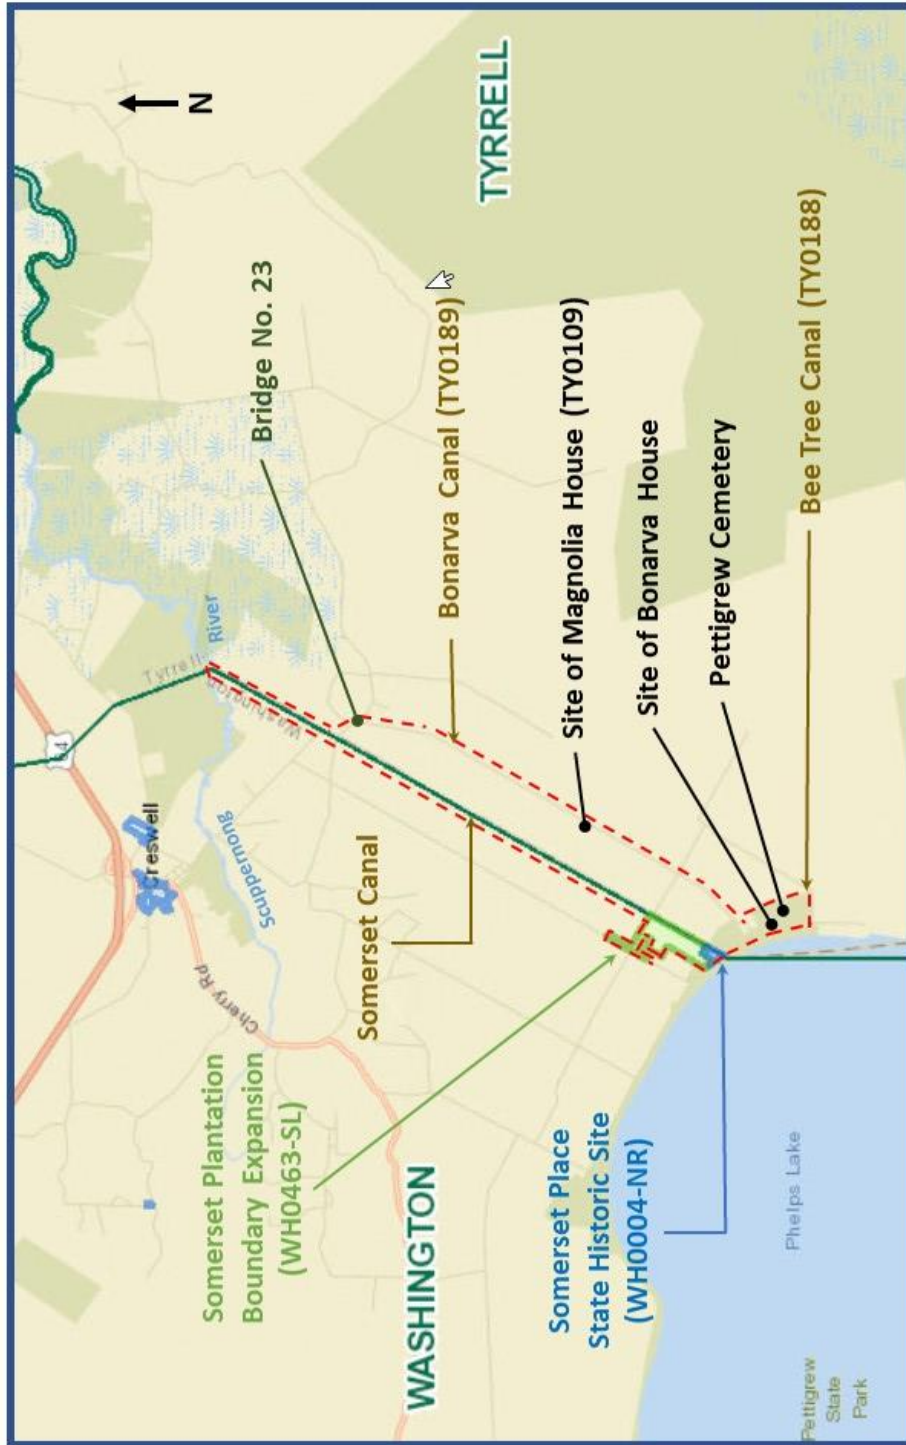 N
TYRRELL
64
Creswell
Tyrrell
Washington
River
Scuppernong
Cherry Rd
Bridge No. 23
Bonarva Canal (TY0189)
Site of Magnolia House (TY0109)
Site of Bonarva House
Pettigrew Cemetery
Bee Tree Canal (TY0188)
Somerset Canal
Somerset Plantation
Boundary Expansion
(WH0463-SL)
WASHINGTON
Somerset Place
State Historic Site
(WH0004-NR)
Phelps Lake
Pettigrew
State
Park